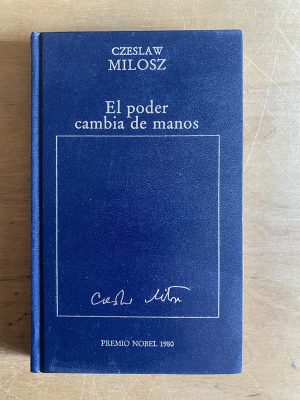 CZESLAW
MILOSZ
El poder
cambia de manos
PREMIO NOBEL 1980